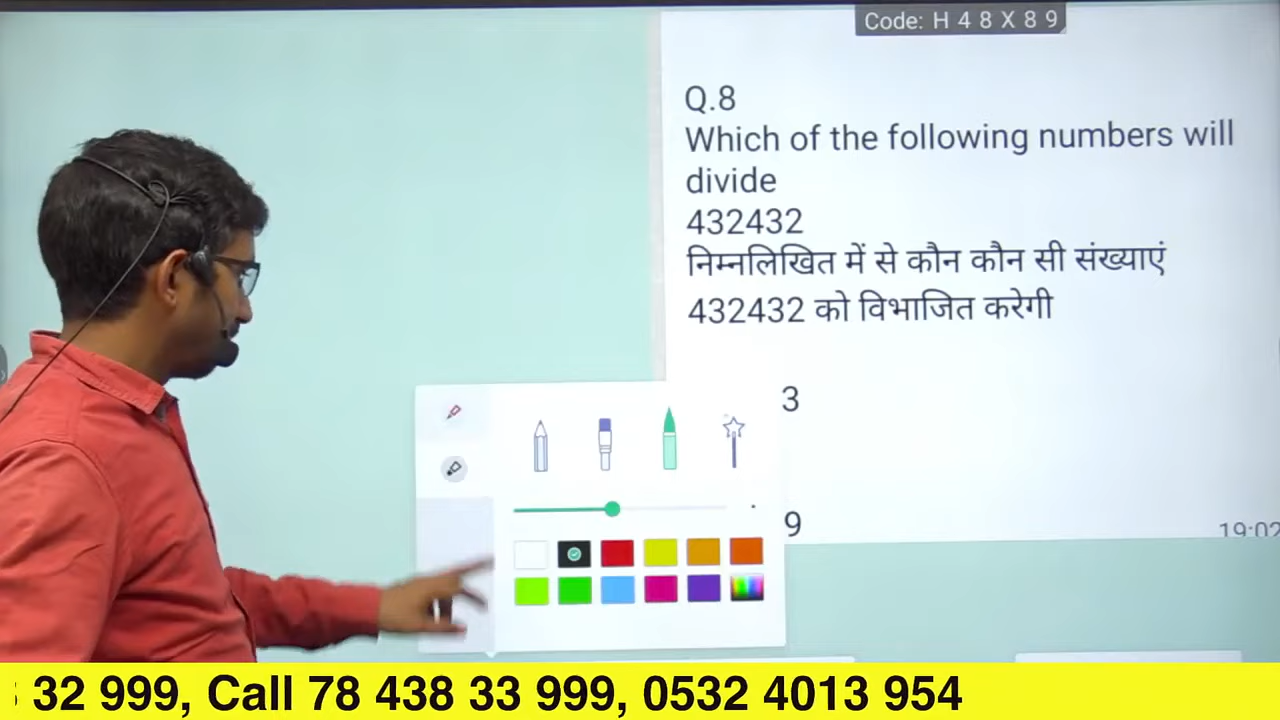 Code: H 4 8 X 8 9
Q.8
Which of the following numbers will
divide
432432
निम्नलिखित में से कौन कौन सी संख्याएं
432432 को विभाजित करेगी
3
9
19:02
32 999, Call 78 438 33 999, 0532 4013 954